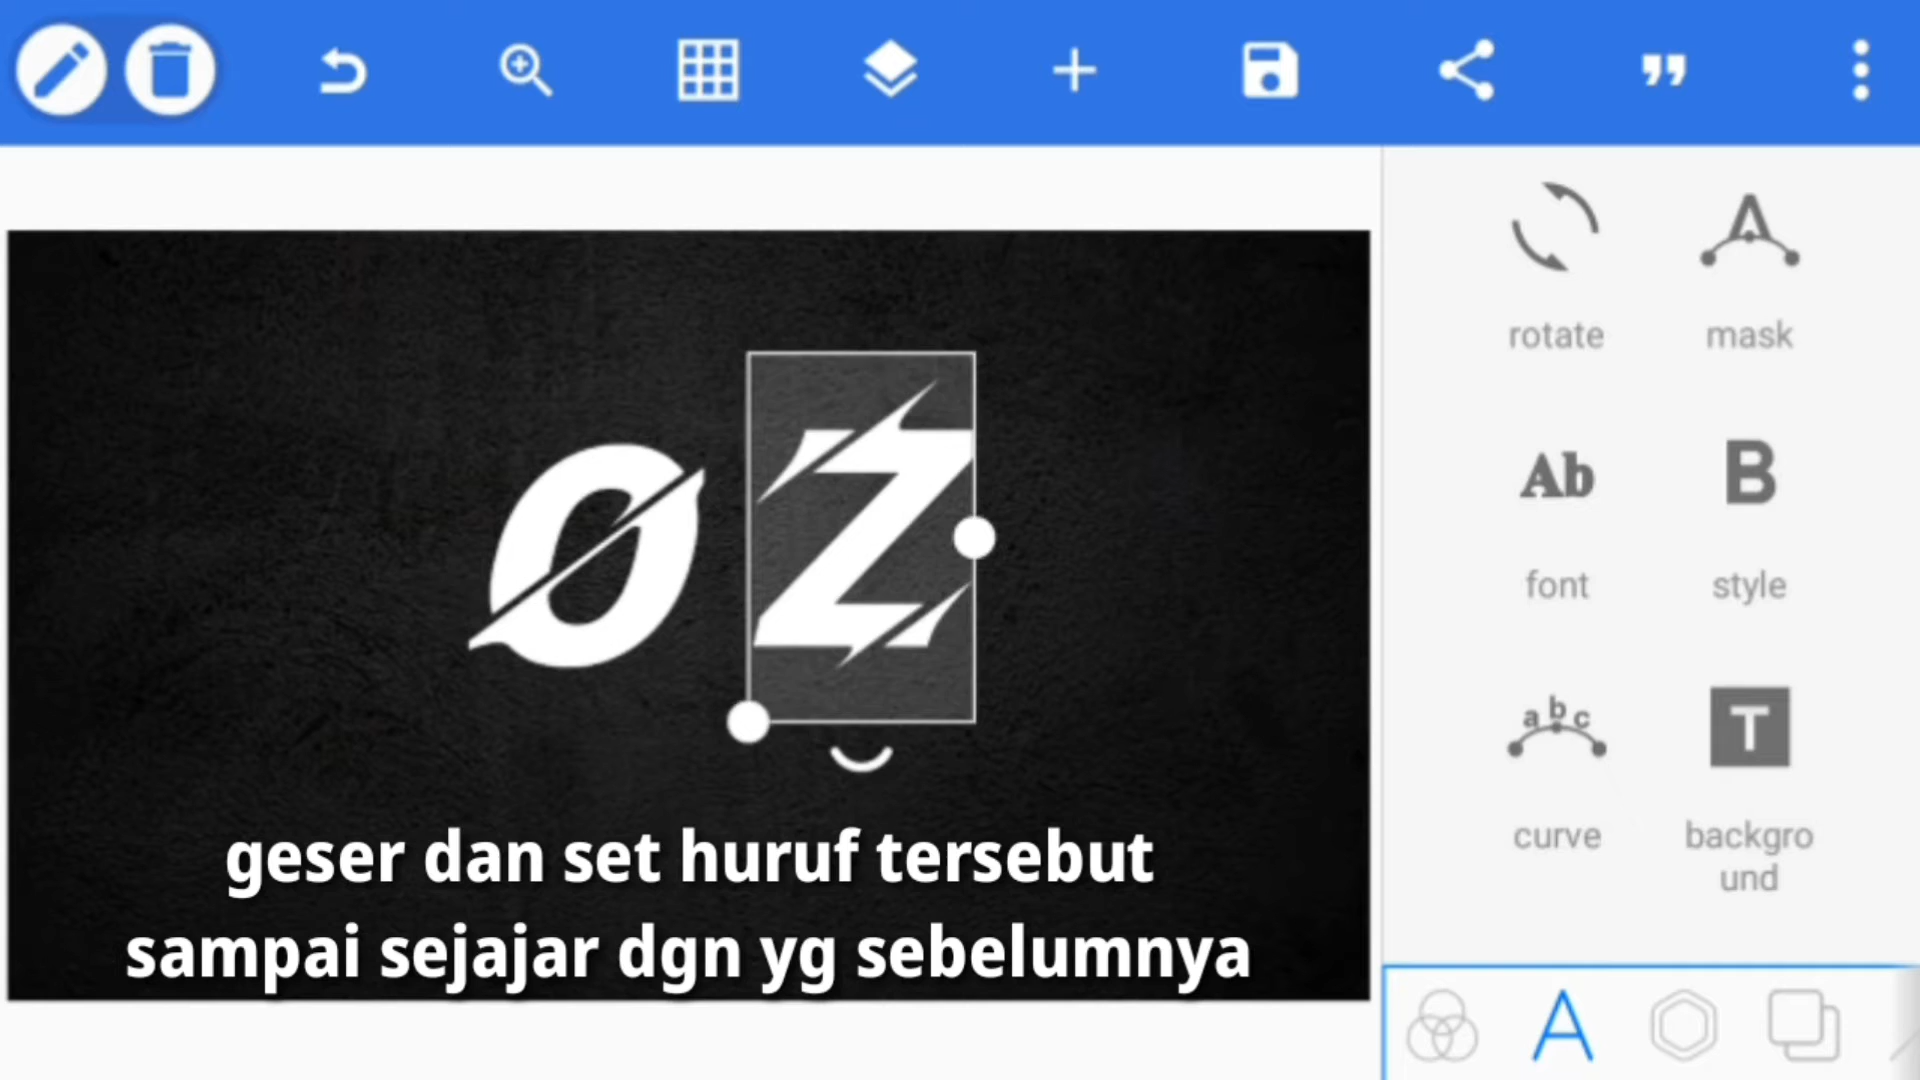 rotate
mask
OZ
Ab
B
font
style
abc
T
curve
backgro
und
geser dan set huruf tersebut
sampai sejajar dgn yg sebelumnya
A